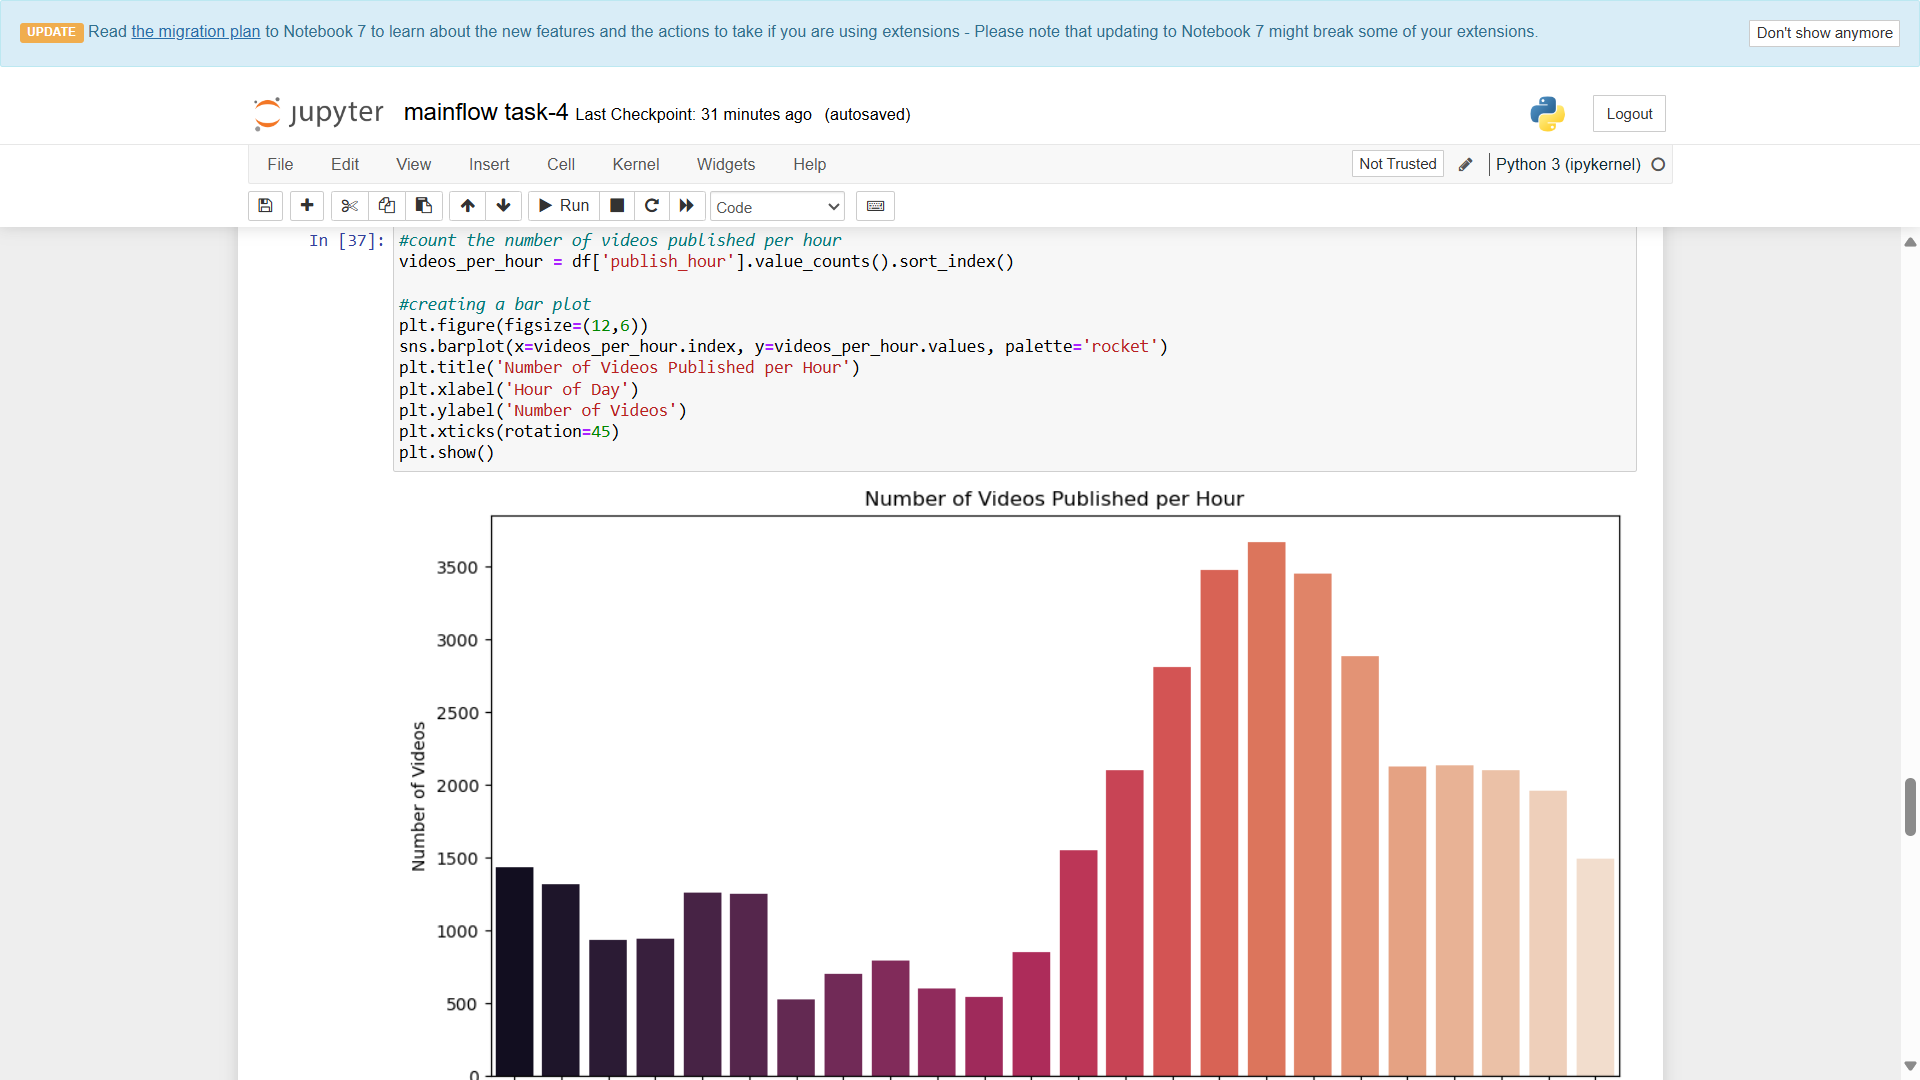 UPDATE Read the migration plan to Notebook 7 to learn about the new features and the actions to take if you are using extensions - Please note that updating to Notebook 7 might break some of your extensions.
Don't show anymore
jupyter mainflow task-4 Last Checkpoint: 31 minutes ago (autosaved)
Logout
File Edit View Insert Cell Kernel Widgets Help
Not Trusted
Python 3 (ipykernel)
Run
Code
In [37]: #count the number of videos published per hour
videos_per_hour = df['publish_hour'].value_counts().sort_index()
#creating a bar plot
plt.figure(figsize=(12,6))
sns.barplot(x=videos_per_hour.index, y=videos_per_hour.values, palette='rocket')
plt.title('Number of Videos Published per Hour')
plt.xlabel('Hour of Day')
plt.ylabel('Number of Videos')
plt.xticks(rotation=45)
plt.show()
Number of Videos Published per Hour
Number of Videos
3500
3000
2500
2000
1500
1000
500
0